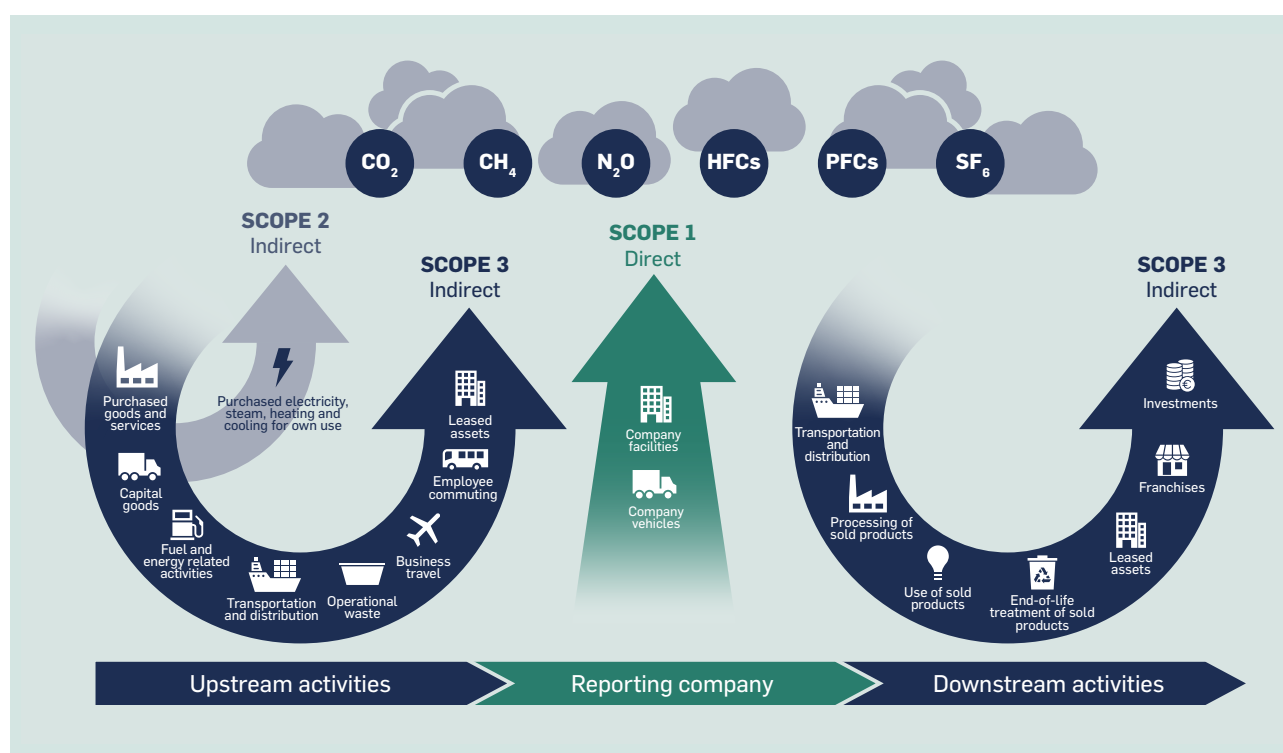 CO₂
CH₄
N₂O
HFCs
PFCs
SF₆
SCOPE 2
Indirect
SCOPE 3
Indirect
SCOPE 1
Direct
SCOPE 3
Indirect
Purchased
goods and
services
Capital
goods
Fuel and
energy related
activities
Transportation
and distribution
Operational
waste
Business
travel
Employee
commuting
Leased
assets
Purchased electricity,
steam, heating and
cooling for own use
Company
facilities
Company
vehicles
Transportation
and
distribution
Processing of
sold products
Use of sold
products
End-of-life
treatment of sold
products
Leased
assets
Franchises
Investments
€
Upstream activities
Reporting company
Downstream activities